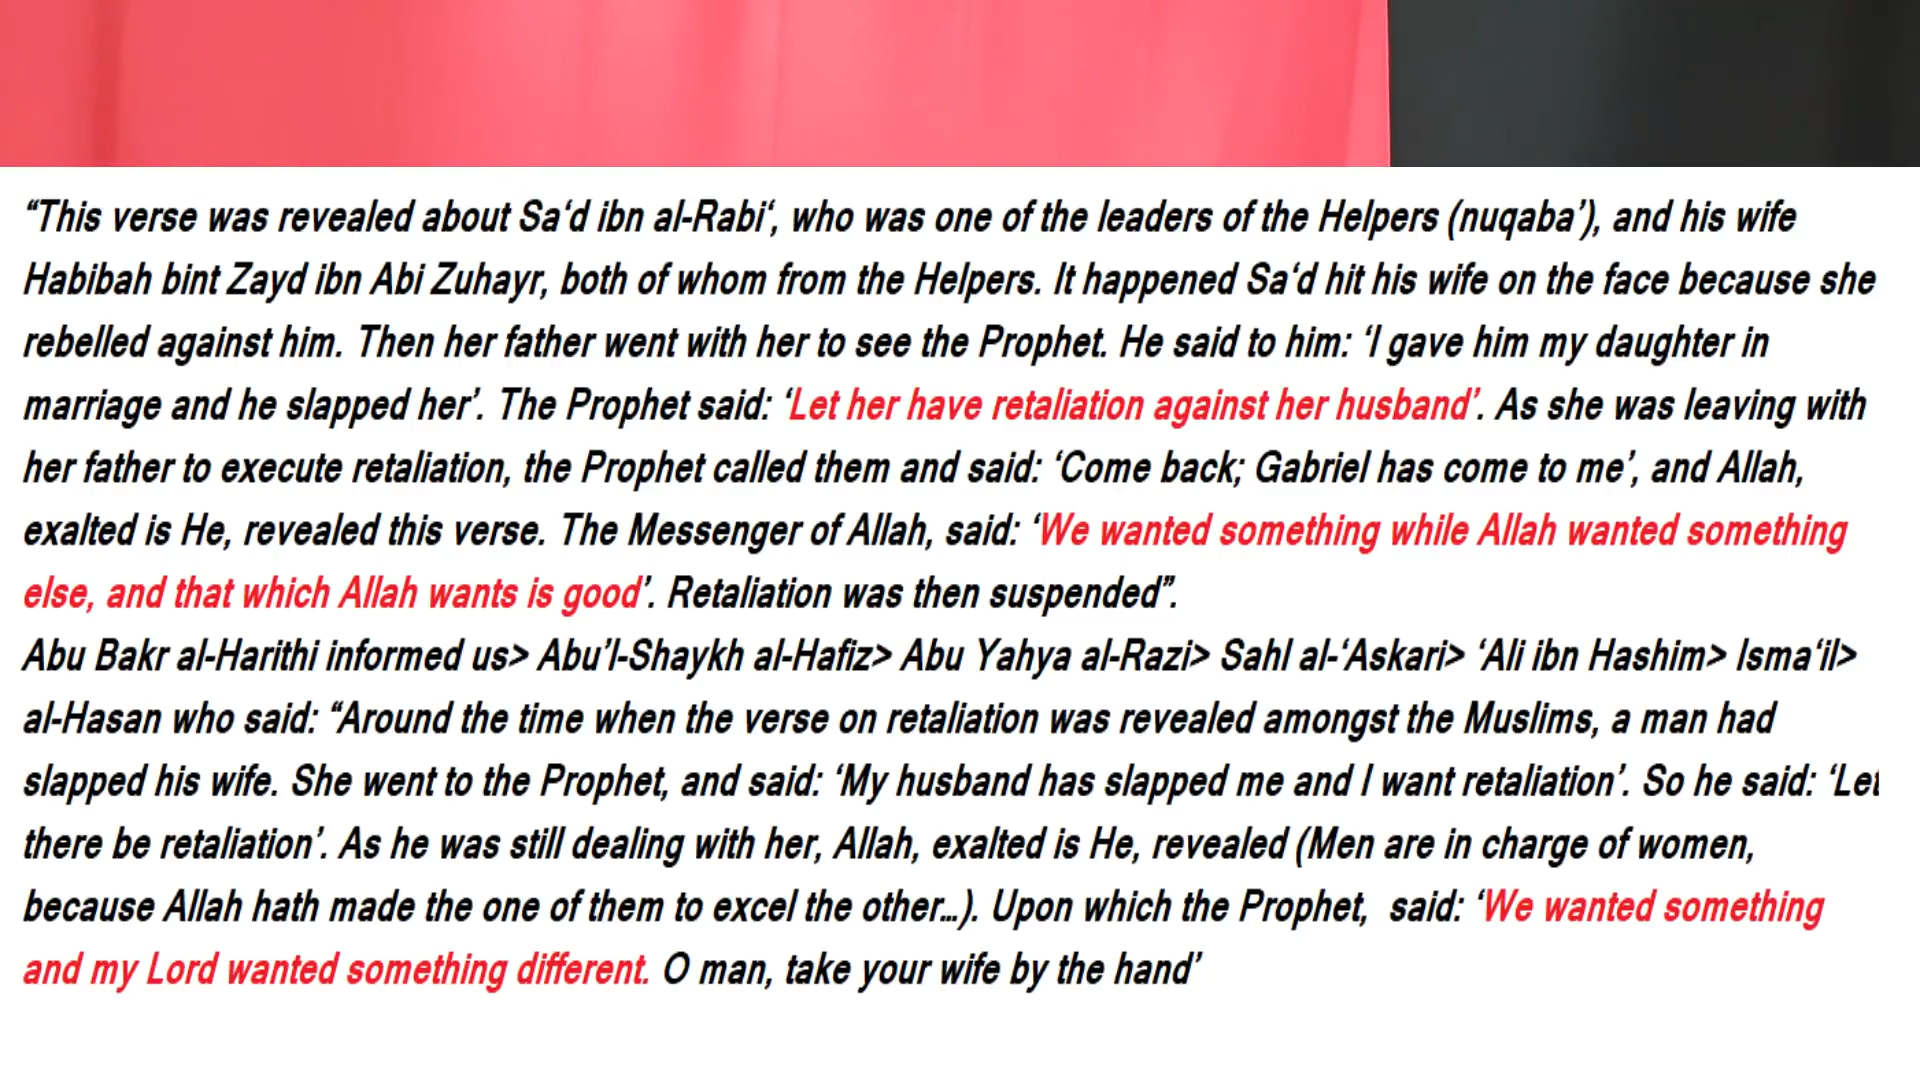 “This verse was revealed about Sa‘d ibn al-Rabi‘, who was one of the leaders of the Helpers (nuqaba’), and his wife
Habibah bint Zayd ibn Abi Zuhayr, both of whom from the Helpers. It happened Sa‘d hit his wife on the face because she
rebelled against him. Then her father went with her to see the Prophet. He said to him: ‘I gave him my daughter in
marriage and he slapped her’. The Prophet said: ‘Let her have retaliation against her husband’. As she was leaving with
her father to execute retaliation, the Prophet called them and said: ‘Come back; Gabriel has come to me’, and Allah,
exalted is He, revealed this verse. The Messenger of Allah, said: ‘We wanted something while Allah wanted something
else, and that which Allah wants is good’. Retaliation was then suspended”.
Abu Bakr al-Harithi informed us> Abu’l-Shaykh al-Hafiz> Abu Yahya al-Razi> Sahl al-‘Askari> ‘Ali ibn Hashim> Isma‘il>
al-Hasan who said: “Around the time when the verse on retaliation was revealed amongst the Muslims, a man had
slapped his wife. She went to the Prophet, and said: ‘My husband has slapped me and I want retaliation’. So he said: ‘Let
there be retaliation’. As he was still dealing with her, Allah, exalted is He, revealed (Men are in charge of women,
because Allah hath made the one of them to excel the other…). Upon which the Prophet, said: ‘We wanted something
and my Lord wanted something different. O man, take your wife by the hand’